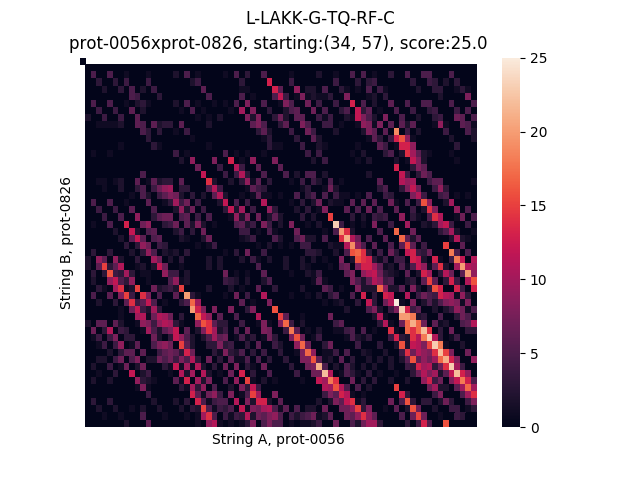 L-LAKK-G-TQ-RF-C
prot-0056xprot-0826, starting:(34, 57), score:25.0
25
20
15
10
5
0
String B, prot-0826
String A, prot-0056